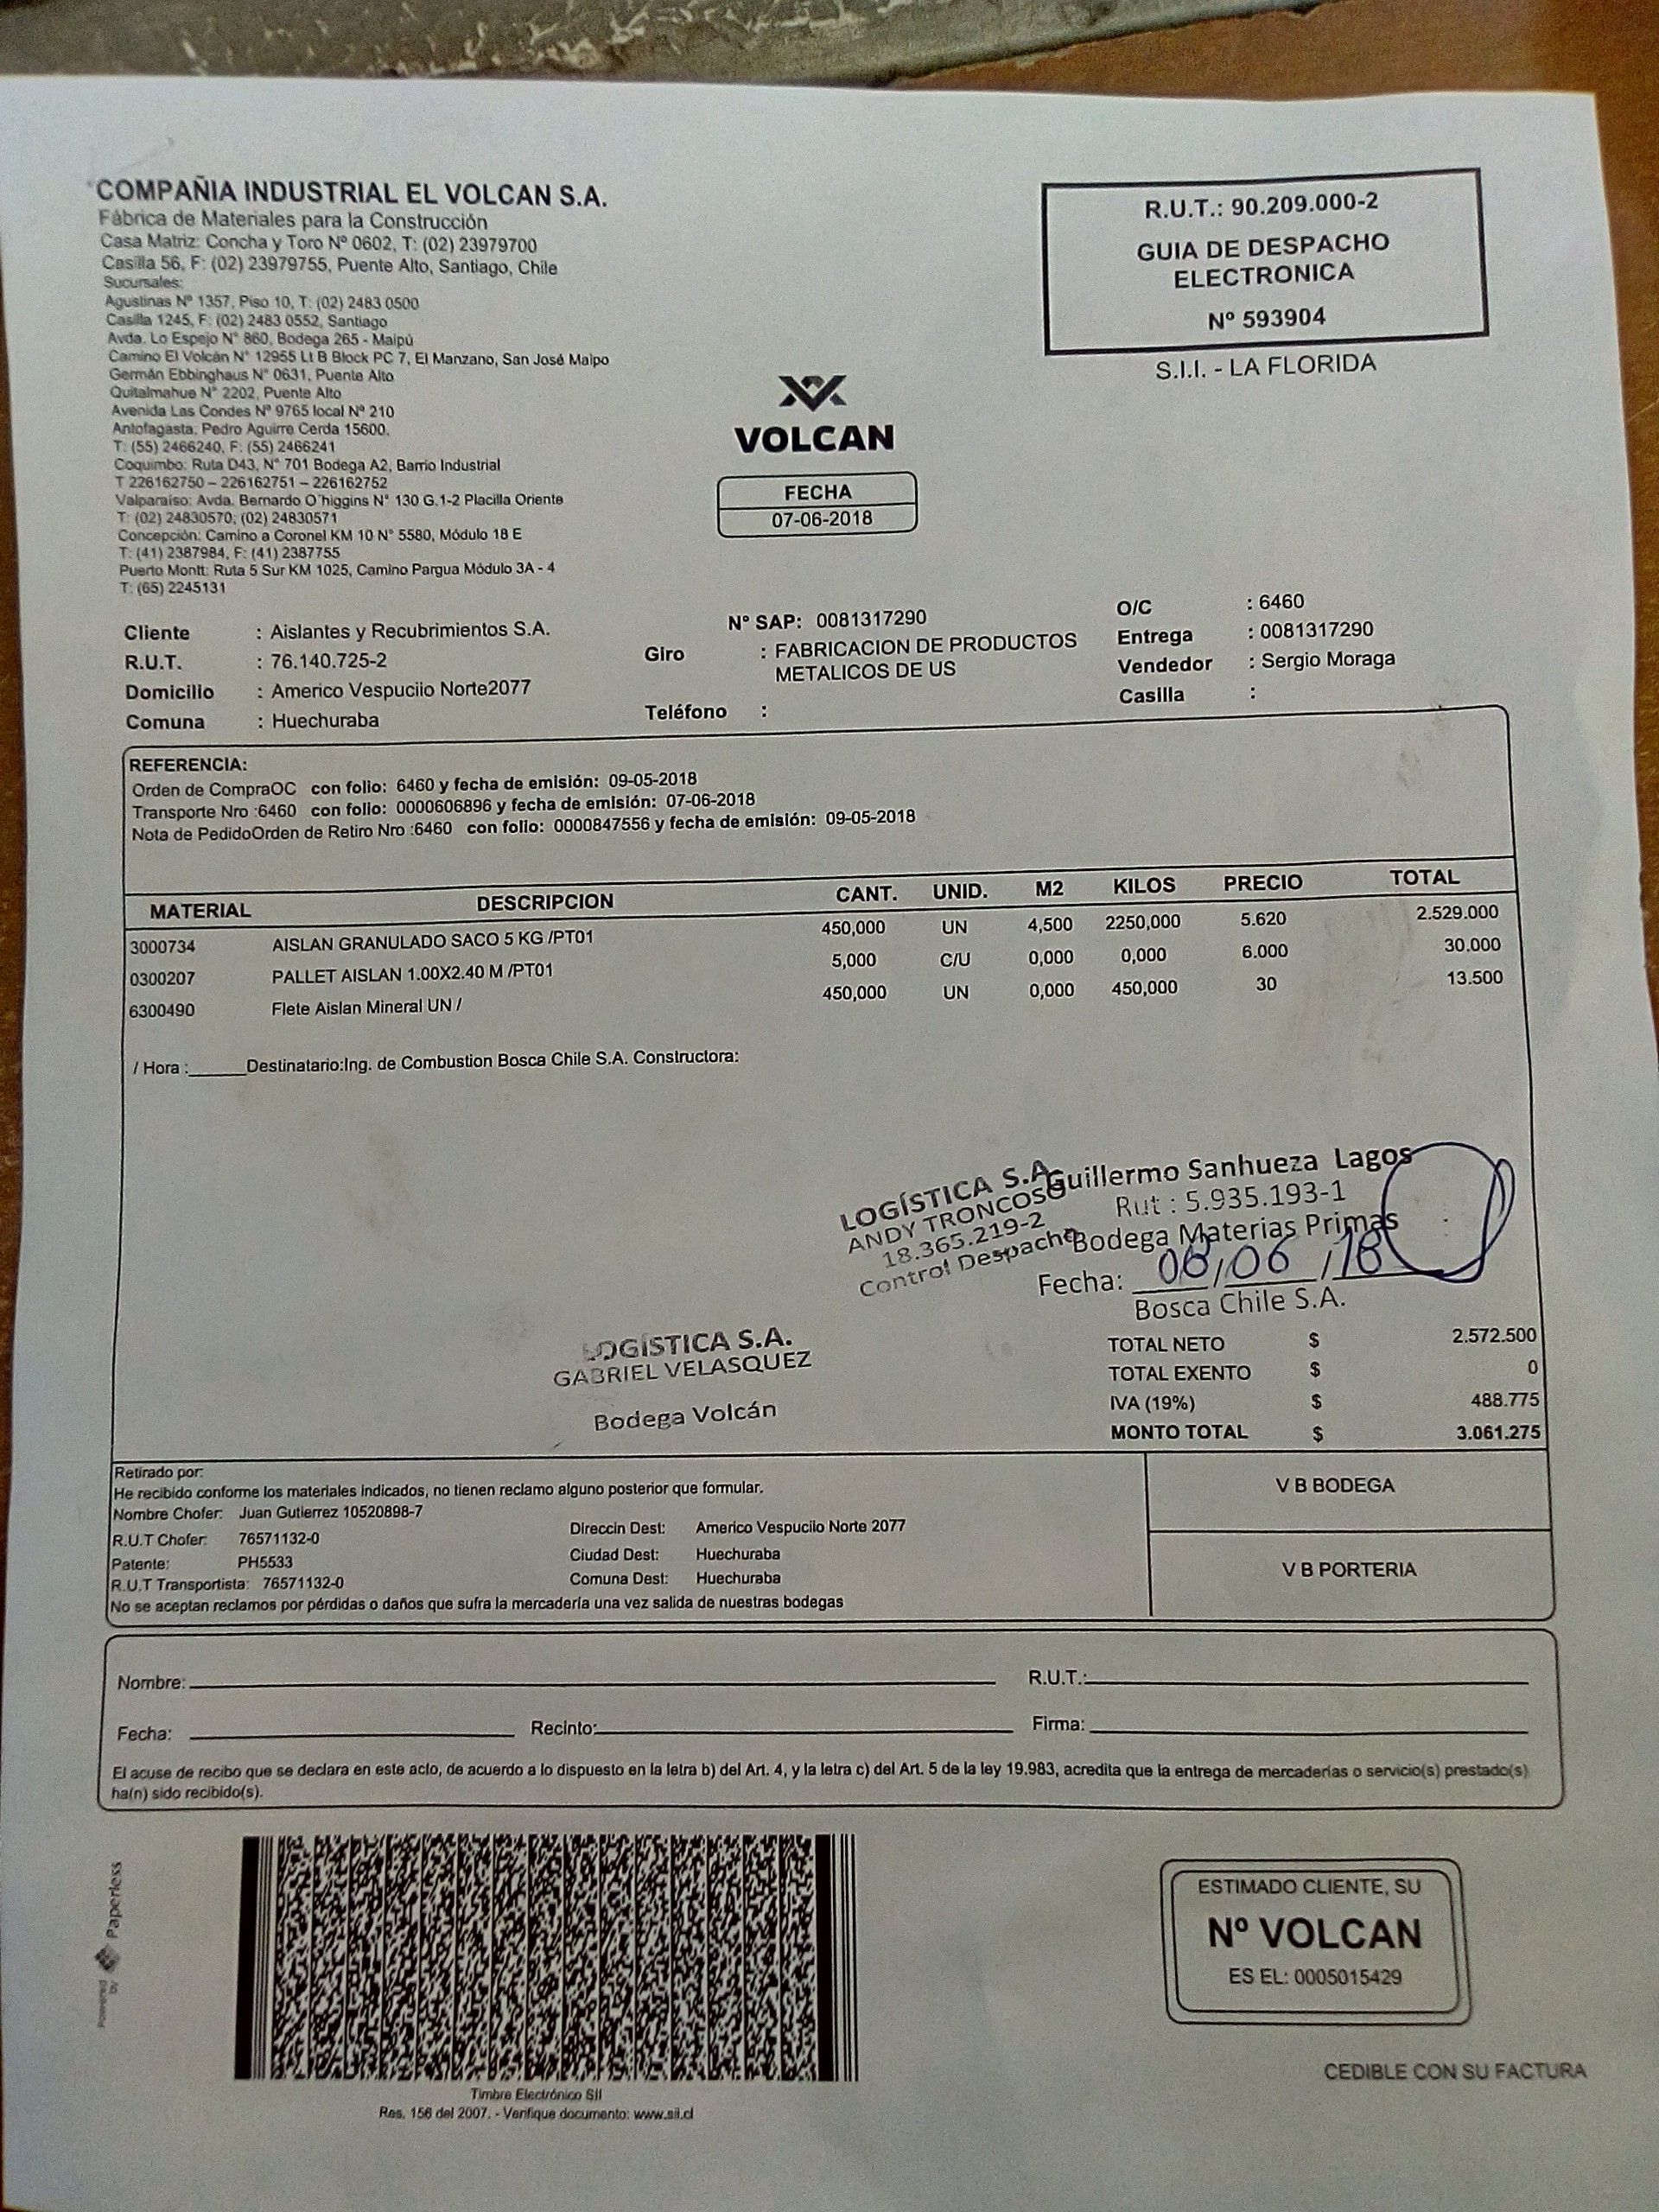 COMPAÑIA INDUSTRIAL EL VOLCAN S.A.
Fábrica de Materiales para la Construcción
Casa Matriz: Concha y Toro Nº 0602, T: (02) 23979700
Casilla 56, F: (02) 23979755, Puente Alto, Santiago, Chile
Sucursales:
Agustinas Nº 1357, Piso 10, T: (02) 2483 0500
Casilla 1245, F: (02) 2483 0552, Santiago
Avda. Lo Espejo N° 860, Bodega 265 - Maipú
Camino El Volcán N° 12955 Lt B Block PC 7, El Manzano, San José Maipo
Germán Ebbinghaus N° 0631, Puente Alto
Quitalmahue N° 2202, Puente Alto
Avenida Las Condes Nº 9765 local Nº 210
Antofagasta: Pedro Aguirre Cerda 15600,
T: (55) 2466240, F: (55) 2466241
Coquimbo: Ruta D43, N° 701 Bodega A2, Barrio Industrial
T 226162750 – 226162751 – 226162752
Valparaíso: Avda. Bernardo O´higgins N° 130 G.1-2 Placilla Oriente
T: (02) 24830570; (02) 24830571
Concepción: Camino a Coronel KM 10 N° 5580, Módulo 18 E
T: (41) 2387984, F: (41) 2387755
Puerto Montt: Ruta 5 Sur KM 1025, Camino Pargua Módulo 3A - 4
T: (65) 2245131
R.U.T.: 90.209.000-2
GUIA DE DESPACHO
ELECTRONICA
Nº 593904
S.I.I. - LA FLORIDA
VOLCAN
FECHA
07-06-2018
Cliente : Aislantes y Recubrimientos S.A.
R.U.T. : 76.140.725-2
Domicilio : Americo Vespuciio Norte2077
Comuna : Huechuraba
Nº SAP: 0081317290
Giro : FABRICACION DE PRODUCTOS
METALICOS DE US
Teléfono :
O/C : 6460
Entrega : 0081317290
Vendedor : Sergio Moraga
Casilla :
REFERENCIA:
Orden de CompraOC con folio: 6460 y fecha de emisión: 09-05-2018
Transporte Nro :6460 con folio: 0000606896 y fecha de emisión: 07-06-2018
Nota de PedidoOrden de Retiro Nro :6460 con folio: 0000847556 y fecha de emisión: 09-05-2018
MATERIAL DESCRIPCION CANT. UNID. M2 KILOS PRECIO TOTAL
3000734 AISLAN GRANULADO SACO 5 KG /PT01 450,000 UN 4,500 2250,000 5.620 2.529.000
0300207 PALLET AISLAN 1.00X2.40 M /PT01 5,000 C/U 0,000 0,000 6.000 30.000
6300490 Flete Aislan Mineral UN / 450,000 UN 0,000 450,000 30 13.500
/ Hora :______Destinatario:Ing. de Combustion Bosca Chile S.A. Constructora:
LOGÍSTICA S.A.
ANDY TRONCOSO
18.365.219-2
Control Despacho
Guillermo Sanhueza Lagos
Rut : 5.935.193-1
Bodega Materias Primas
Fecha: 08/06/18
Bosca Chile S.A.
LOGÍSTICA S.A.
GABRIEL VELASQUEZ
Bodega Volcán
TOTAL NETO $ 2.572.500
TOTAL EXENTO $ 0
IVA (19%) $ 488.775
MONTO TOTAL $ 3.061.275
Retirado por:
He recibido conforme los materiales indicados, no tienen reclamo alguno posterior que formular.
Nombre Chofer: Juan Gutierrez 10520898-7
R.U.T Chofer: 76571132-0
Patente: PH5533
R.U.T Transportista: 76571132-0
Direccin Dest: Americo Vespuciio Norte 2077
Ciudad Dest: Huechuraba
Comuna Dest: Huechuraba
No se aceptan reclamos por pérdidas o daños que sufra la mercadería una vez salida de nuestras bodegas
V B BODEGA
V B PORTERIA
Nombre: R.U.T.:
Fecha: Recinto: Firma:
El acuse de recibo que se declara en este acto, de acuerdo a lo dispuesto en la letra b) del Art. 4, y la letra c) del Art. 5 de la ley 19.983, acredita que la entrega de mercaderías o servicio(s) prestado(s)
ha(n) sido recibido(s).
Powered by Paperless
Timbre Electrónico SII
Res. 156 del 2007. - Verifique documento: www.sii.cl
ESTIMADO CLIENTE, SU
Nº VOLCAN
ES EL: 0005015429
CEDIBLE CON SU FACTURA